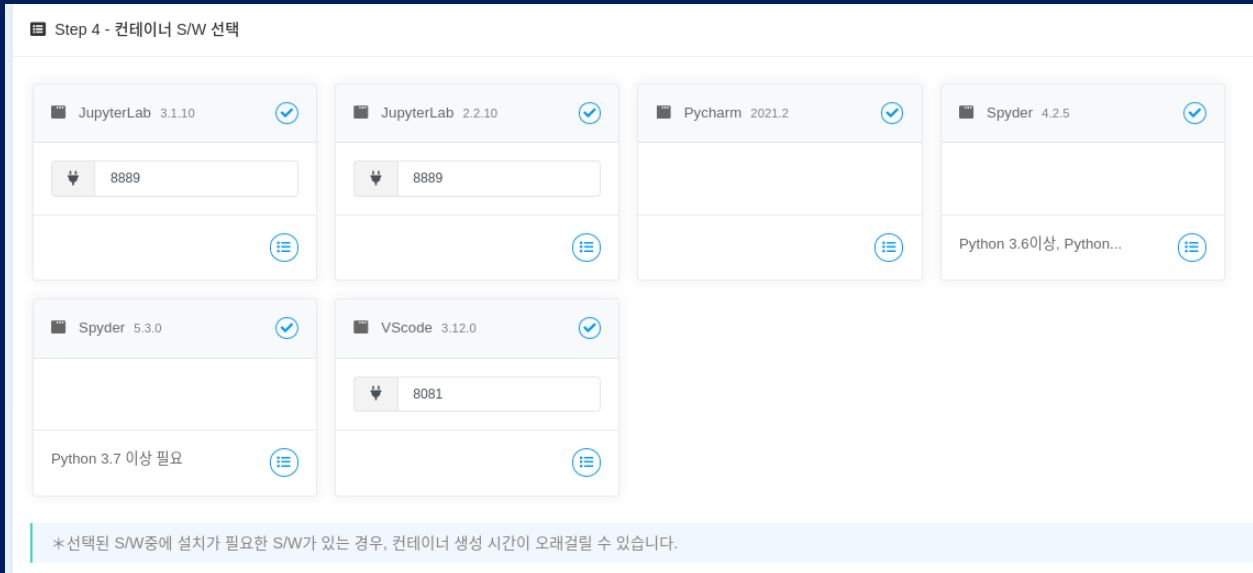 Step 4 - 컨테이너 S/W 선택
JupyterLab 3.1.10
8889
JupyterLab 2.2.10
8889
Pycharm 2021.2
Spyder 4.2.5
Python 3.6이상, Python...
Spyder 5.3.0
Python 3.7 이상 필요
VScode 3.12.0
8081
*선택된 S/W중에 설치가 필요한 S/W가 있는 경우, 컨테이너 생성 시간이 오래걸릴 수 있습니다.